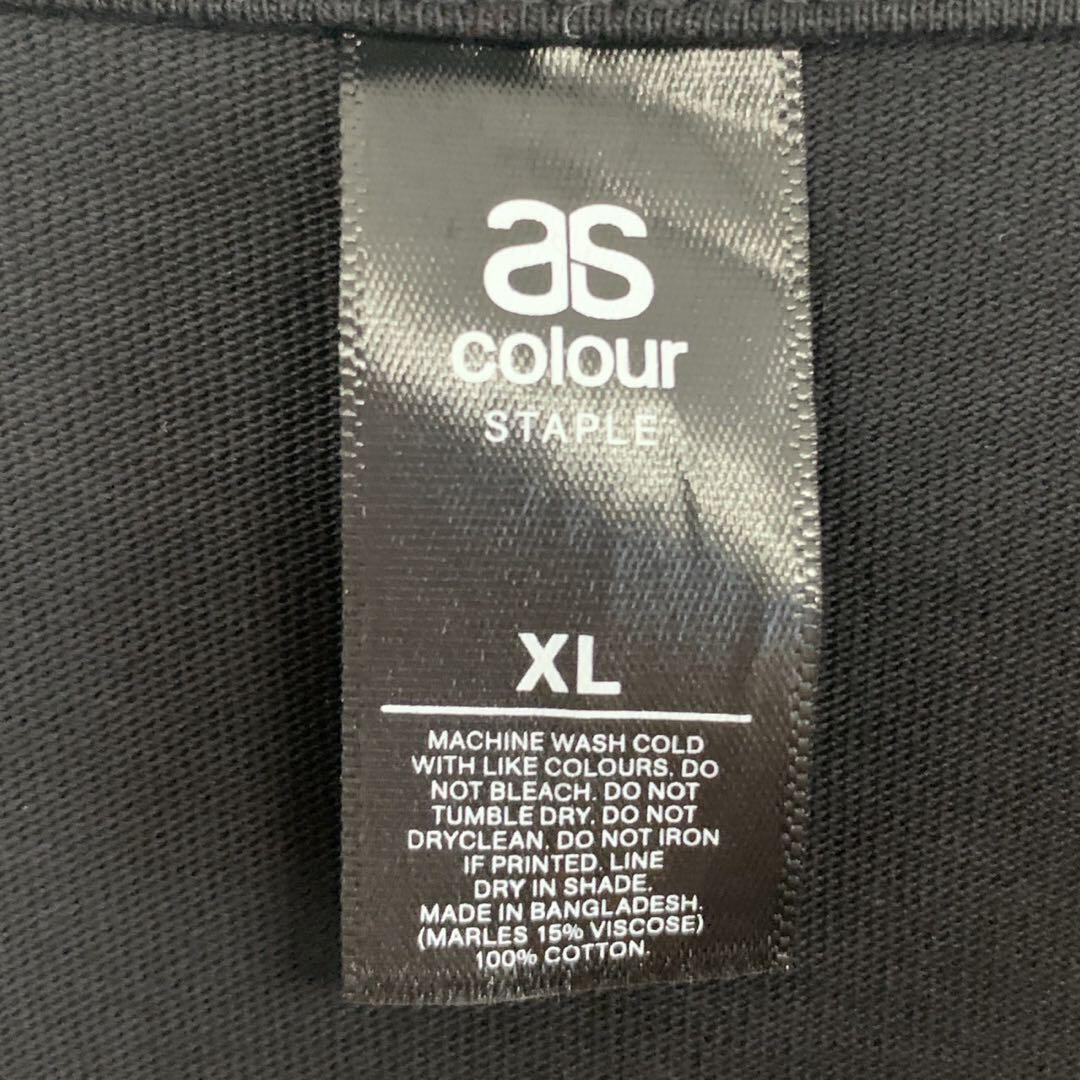 as
colour
STAPLE
XL
MACHINE WASH COLD
WITH LIKE COLOURS. DO
NOT BLEACH. DO NOT
TUMBLE DRY. DO NOT
DRYCLEAN. DO NOT IRON
IF PRINTED. LINE
DRY IN SHADE.
MADE IN BANGLADESH.
(MARLES 15% VISCOSE)
100% COTTON.